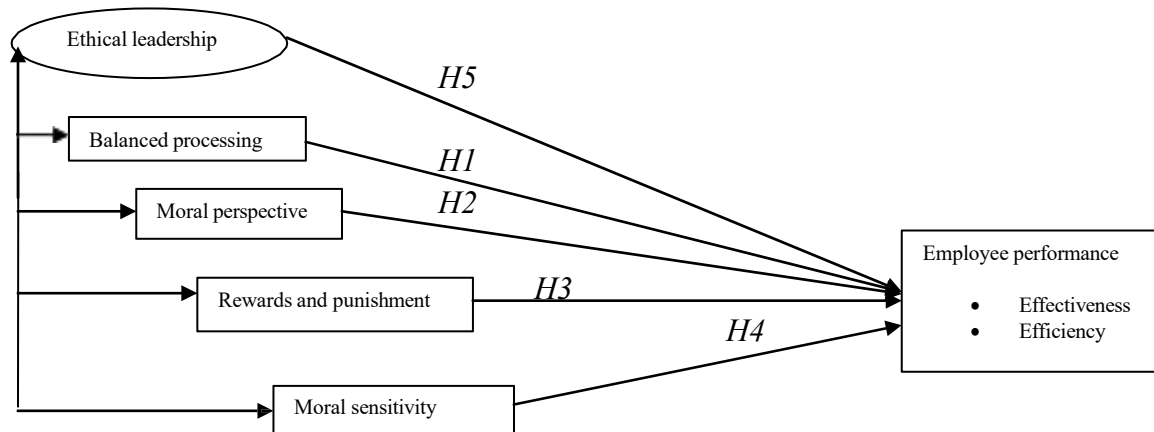 Ethical leadership
H5
Balanced processing
H1
Moral perspective
H2
Rewards and punishment
H3
Moral sensitivity
H4
Employee performance
• Effectiveness
• Efficiency